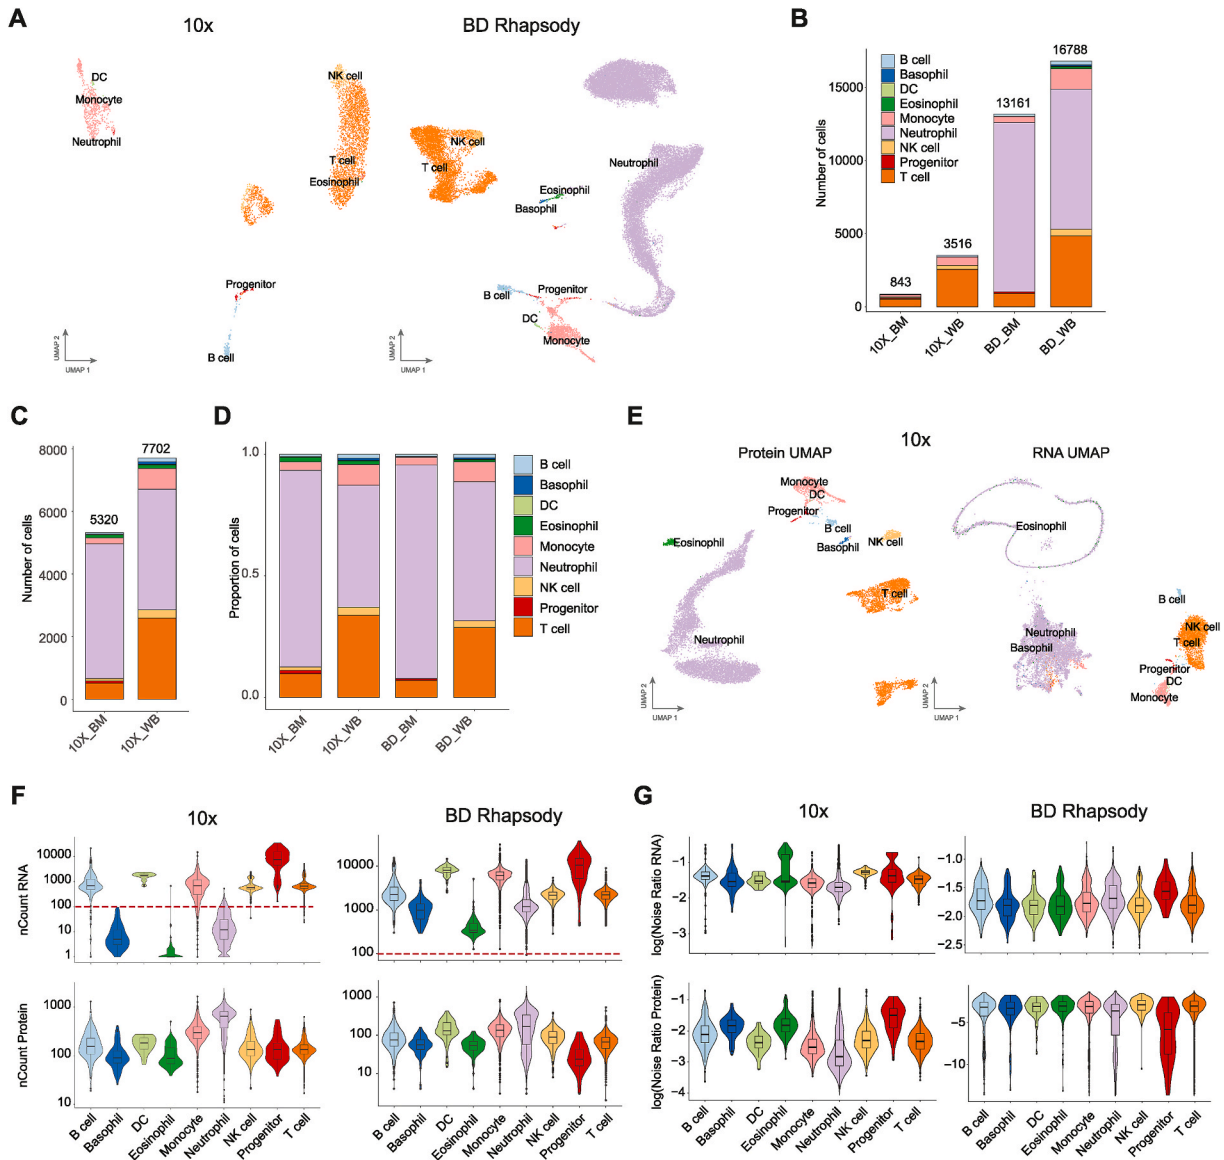 A
10x
BD Rhapsody
DC
Monocyte
Neutrophil
NK cell
T cell
Eosinophil
Progenitor
B cell
UMAP 2
UMAP 1
NK cell
T cell
Neutrophil
Eosinophil
Basophil
B cell
Progenitor
DC
Monocyte
UMAP 2
UMAP 1
B
Number of cells
15000
10000
5000
0
B cell
Basophil
DC
Eosinophil
Monocyte
Neutrophil
NK cell
Progenitor
T cell
843
3516
13161
16788
10X_BM
10X_WB
BD_BM
BD_WB
C
Number of cells
8000
6000
4000
2000
0
5320
7702
10X_BM
10X_WB
D
Proportion of cells
1.0
0.5
0.0
10X_BM
10X_WB
BD_BM
BD_WB
B cell
Basophil
DC
Eosinophil
Monocyte
Neutrophil
NK cell
Progenitor
T cell
E
10x
Protein UMAP
RNA UMAP
Monocyte
DC
Progenitor
B cell
Basophil
NK cell
Eosinophil
T cell
Neutrophil
UMAP 2
UMAP 1
Eosinophil
B cell
Neutrophil
Basophil
NK cell
T cell
Progenitor
DC
Monocyte
UMAP 2
UMAP 1
F
10x
BD Rhapsody
nCount RNA
10000
1000
100
10
1
10000
1000
100
nCount Protein
1000
100
10
1000
100
10
B cell
Basophil
DC
Eosinophil
Monocyte
Neutrophil
NK cell
Progenitor
T cell
B cell
Basophil
DC
Eosinophil
Monocyte
Neutrophil
NK cell
Progenitor
T cell
G
10x
BD Rhapsody
log(Noise Ratio RNA)
−1
−2
−3
−1.0
−1.5
−2.0
−2.5
log(Noise Ratio Protein)
−1
−2
−3
−4
−5
−10
B cell
Basophil
DC
Eosinophil
Monocyte
Neutrophil
NK cell
Progenitor
T cell
B cell
Basophil
DC
Eosinophil
Monocyte
Neutrophil
NK cell
Progenitor
T cell